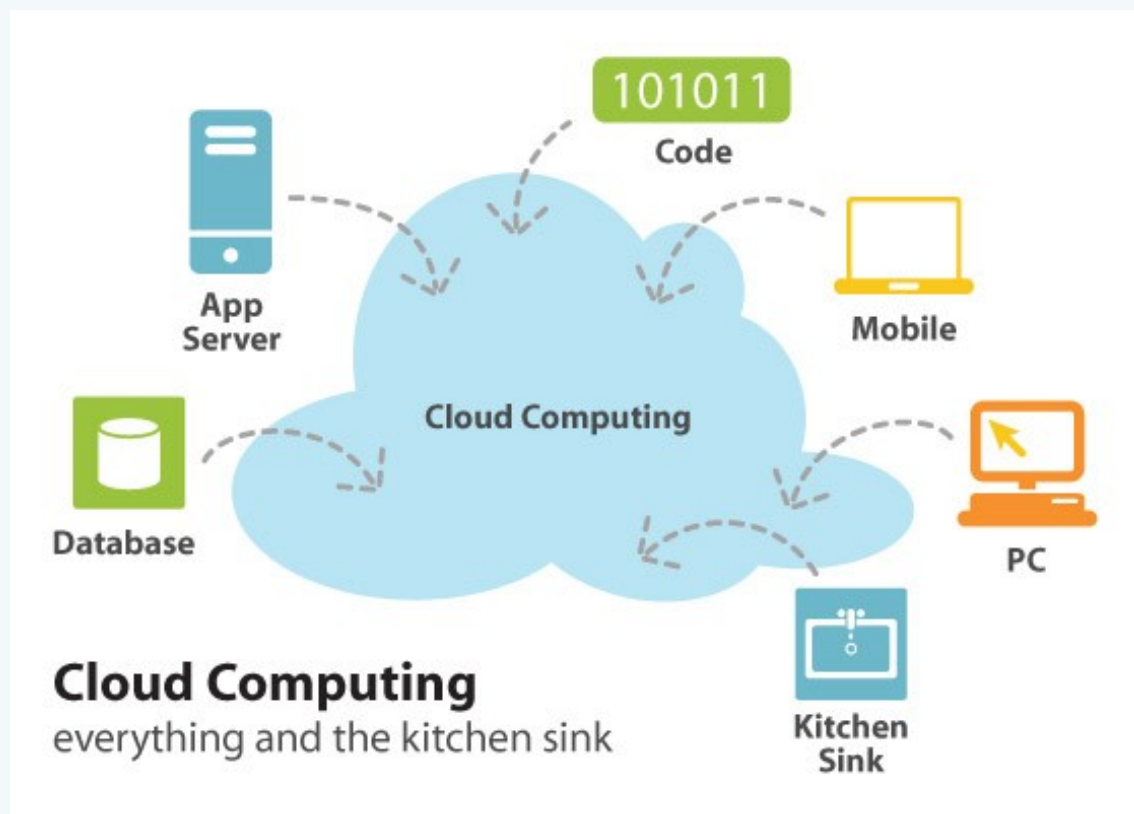 101011
Code
App
Server
Mobile
Cloud Computing
Database
PC
Kitchen
Sink
Cloud Computing
everything and the kitchen sink